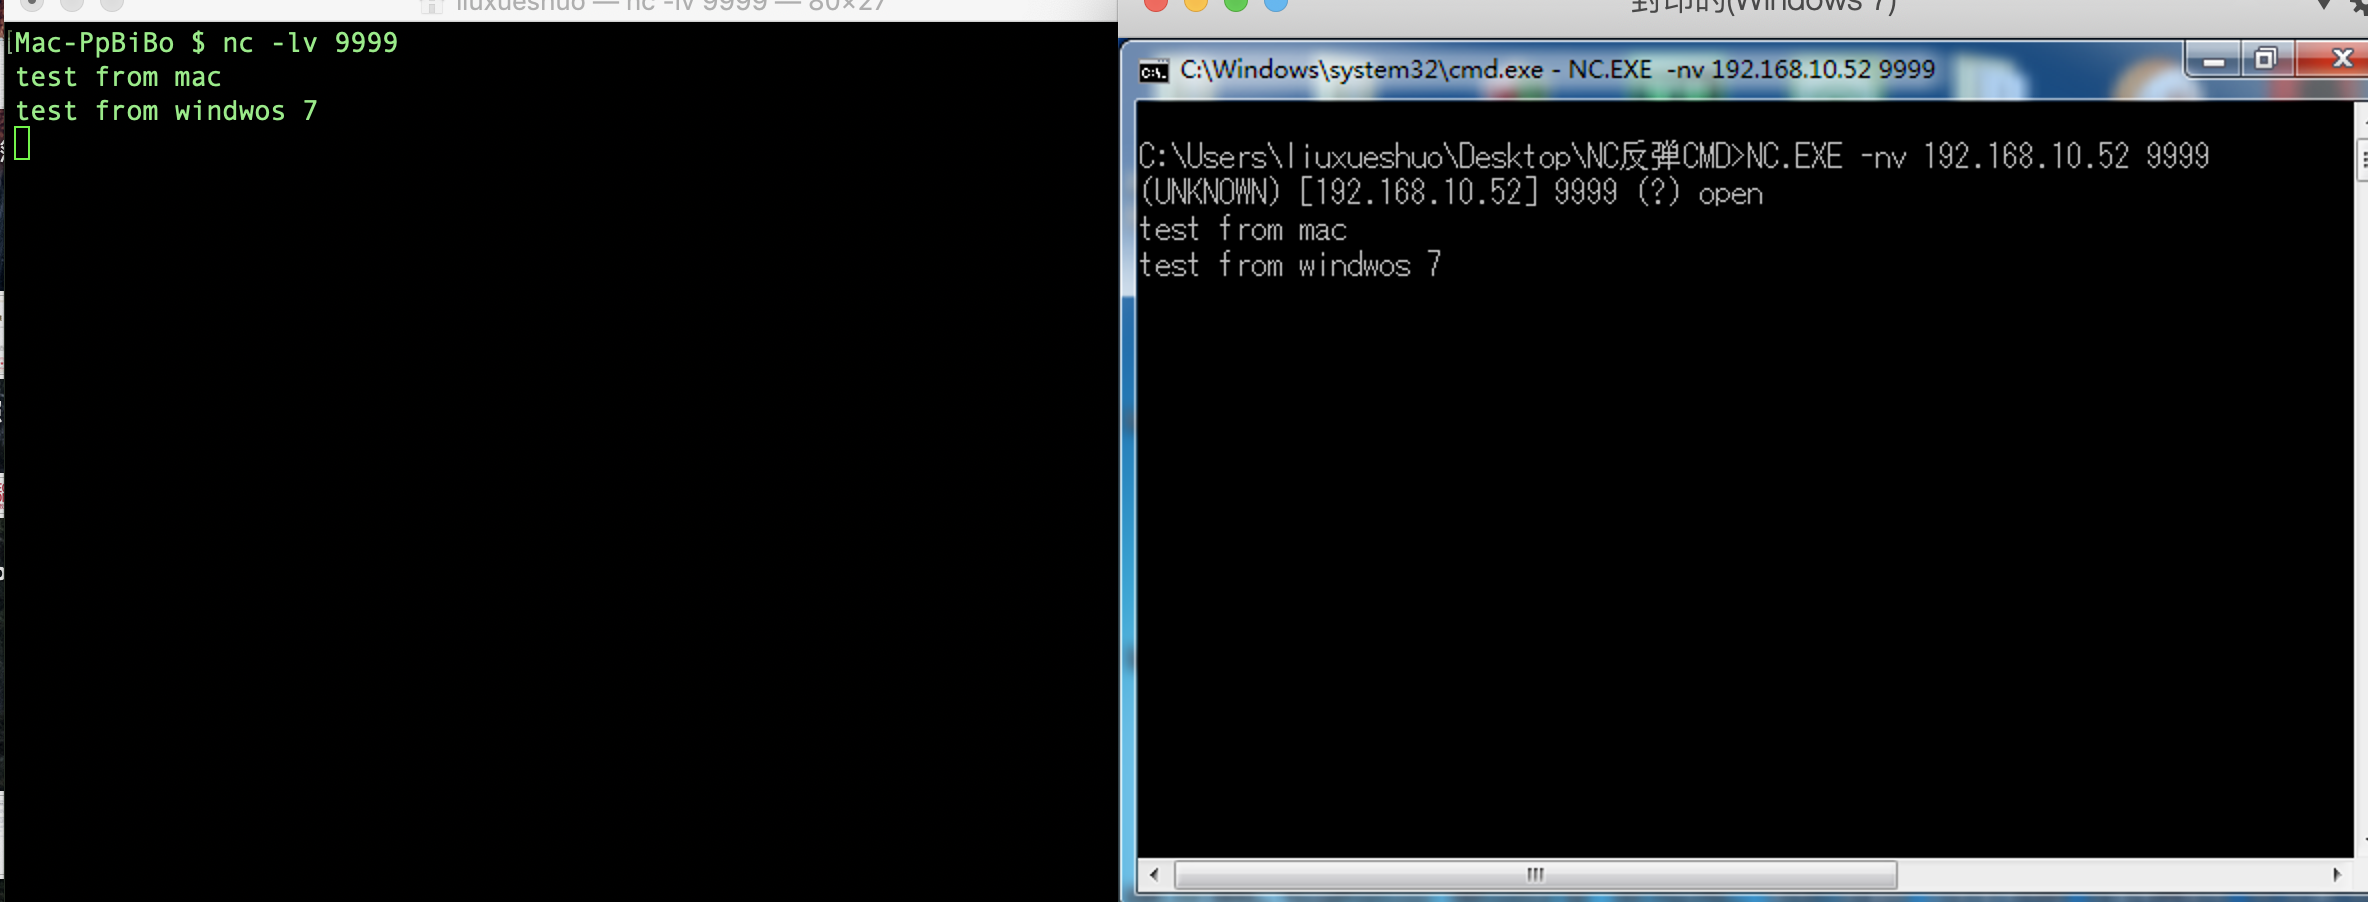 liuxueshuo — nc -lv 9999 — 80×27
Mac-PpBiBo $ nc -lv 9999
test from mac
test from windwos 7
封印的(Windows 7)
C:\Windows\system32\cmd.exe - NC.EXE  -nv 192.168.10.52 9999
C:\Users\liuxueshuo\Desktop\NC反弹CMD>NC.EXE -nv 192.168.10.52 9999
(UNKNOWN) [192.168.10.52] 9999 (?) open
test from mac
test from windwos 7